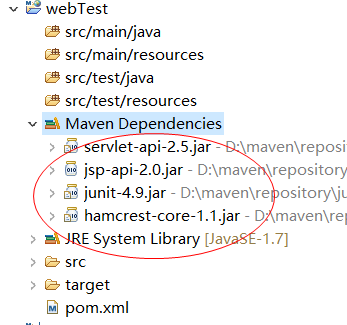 webTest
src/main/java
src/main/resources
src/test/java
src/test/resources
Maven Dependencies
servlet-api-2.5.jar - D:\maven\reposito
jsp-api-2.0.jar - D:\maven\repository
junit-4.9.jar - D:\maven\repository\ju
hamcrest-core-1.1.jar - D:\maven\repo
JRE System Library [JavaSE-1.7]
src
target
pom.xml